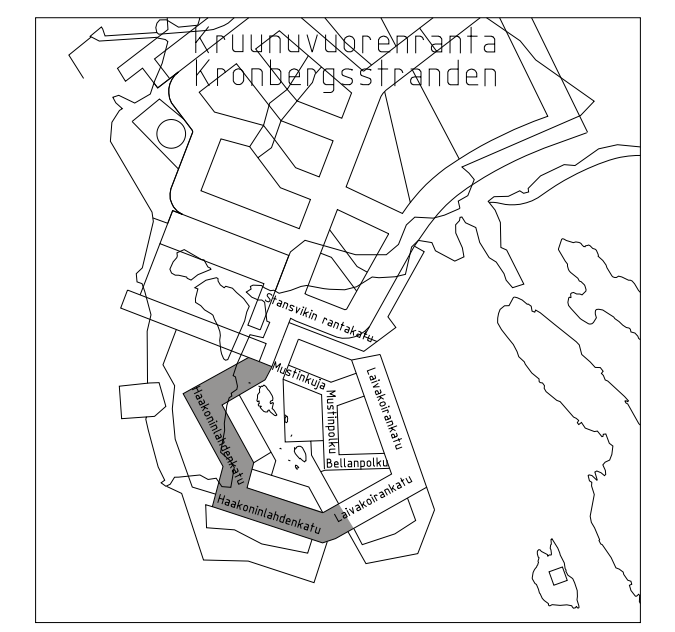 Kruunuvuorenranta
Kronbergsstranden
Stansvikin rantakatu
Mustinkuja
Laivakoirankatu
Mustinpolku
Haakoninlahdenkatu
Bellanpolku
Laivakoirankatu
Haakoninlahdenkatu